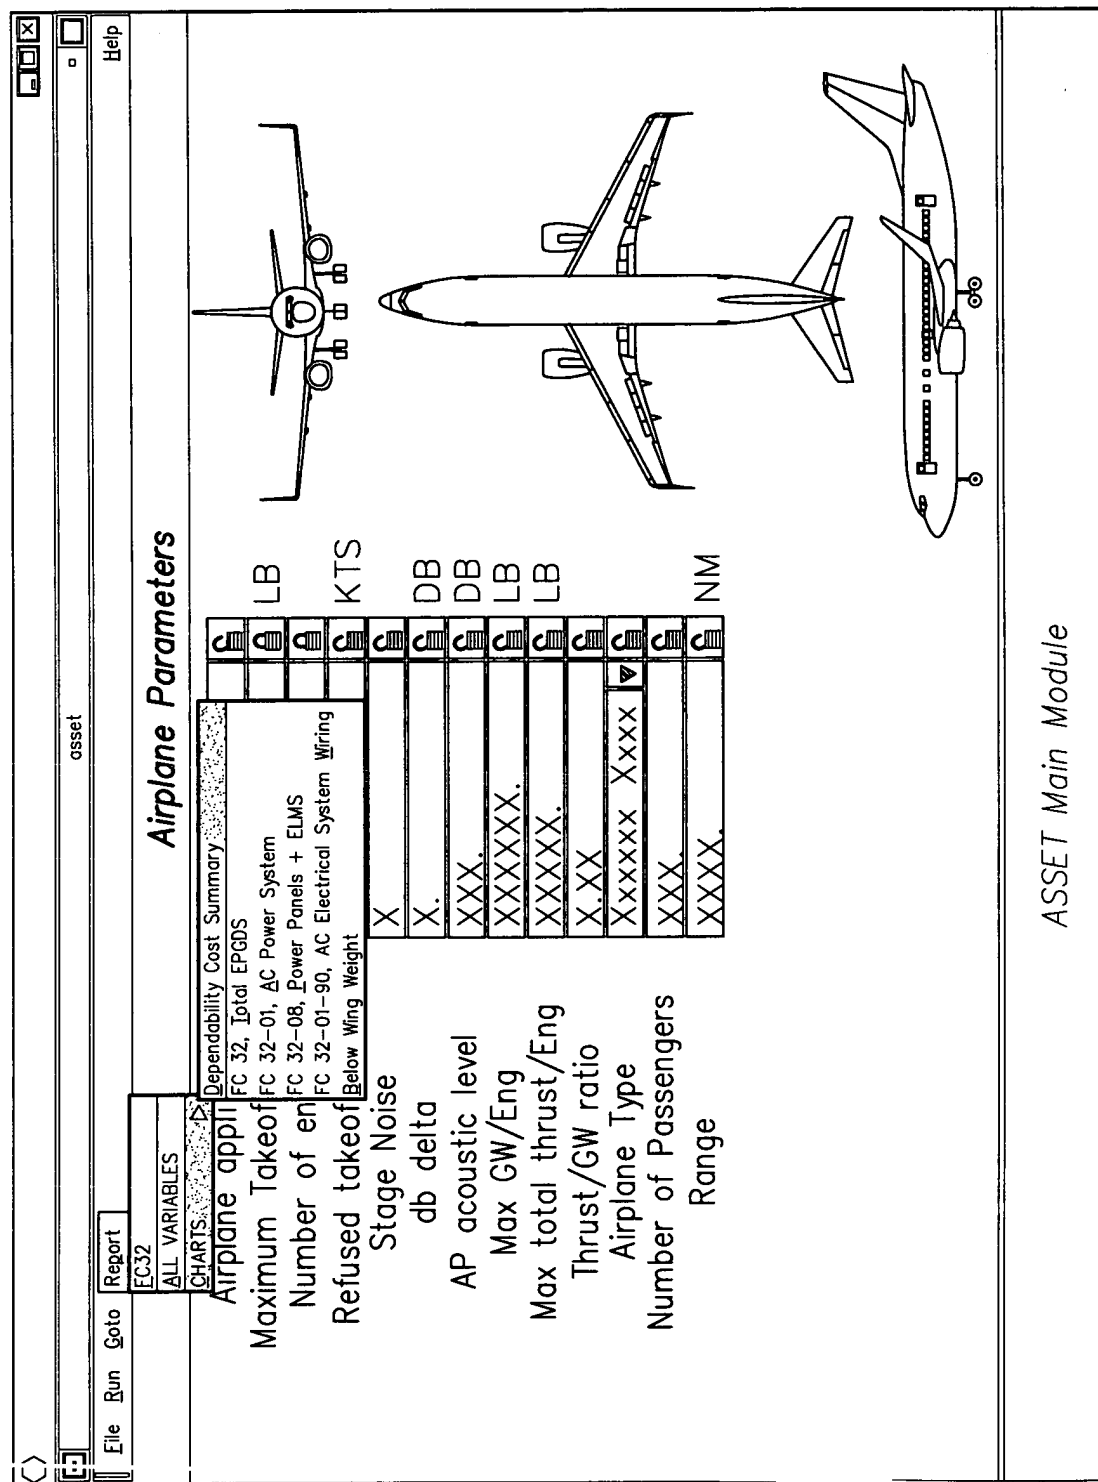 asset
File Run Goto Report Help
FC32
ALL VARIABLES
CHARTS
Dependability Cost Summary
FC 32, Total EPGDS
FC 32-01, AC Power System
FC 32-08, Power Panels + ELMS
FC 32-01-90, AC Electrical System Wiring
Below Wing Weight
Airplane Parameters
Airplane appli
Maximum Takeof LB
Number of en
Refused takeof KTS
Stage Noise X
db delta X. DB
AP acoustic level XXX. DB
Max GW/Eng XXXXXX. LB
Max total thrust/Eng XXXXX. LB
Thrust/GW ratio X.XX
Airplane Type Xxxxxx Xxxx
Number of Passengers XXX.
Range XXXX. NM
ASSET Main Module